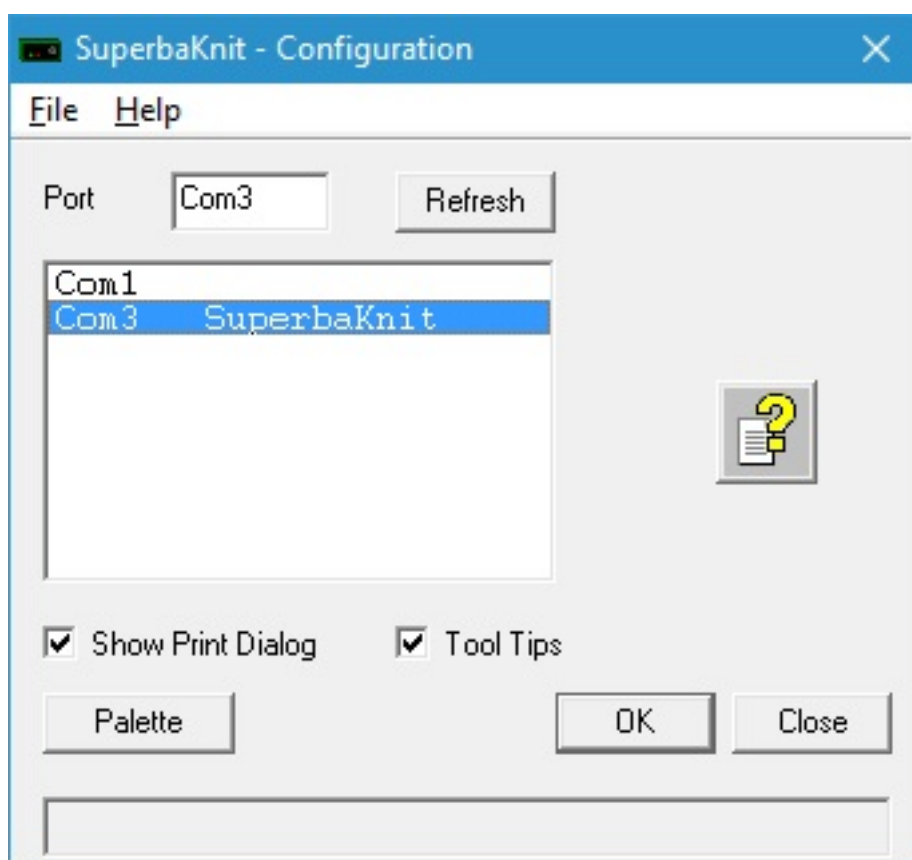 SuperbaKnit - Configuration
File Help
Port Com3 Refresh
Com1
Com3 SuperbaKnit
Show Print Dialog Tool Tips
Palette OK Close